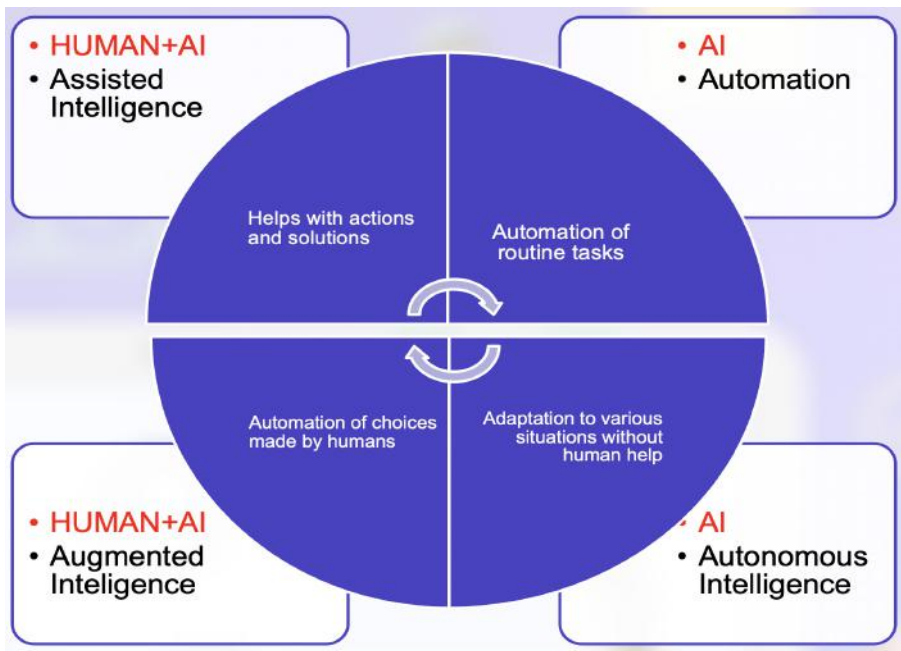 • HUMAN+AI
• Assisted
Intelligence
• AI
• Automation
Helps with actions
and solutions
Automation of
routine tasks
Automation of choices
made by humans
Adaptation to various
situations without
human help
• HUMAN+AI
• Augmented
Inteligence
• AI
• Autonomous
Intelligence